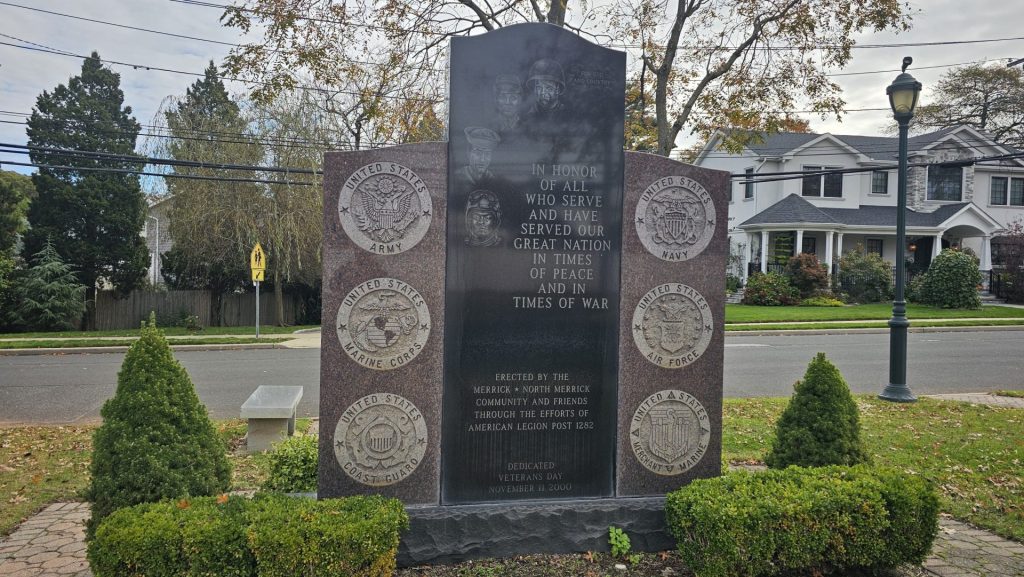 IN HONOR
OF ALL
WHO SERVE
AND HAVE
SERVED OUR
GREAT NATION
IN TIMES
OF PEACE
AND IN
TIMES OF WAR
ERECTED BY THE
MERRICK ★ NORTH MERRICK
COMMUNITY AND FRIENDS
THROUGH THE EFFORTS OF
AMERICAN LEGION POST 1282
DEDICATED
VETERANS DAY
NOVEMBER 11, 2000
UNITED STATES
ARMY
UNITED STATES
MARINE CORPS
UNITED STATES
COAST GUARD
UNITED STATES
NAVY
UNITED STATES
AIR FORCE
UNITED STATES
MERCHANT MARINE